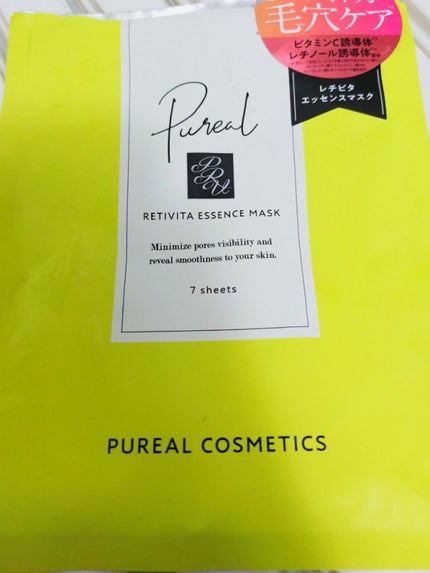 毛穴ケア
ビタミンC誘導体
レチノール誘導体
レチビタ
エッセンスマスク
Pureal
PRU
RETIVITA ESSENCE MASK
Minimize pores visibility and
reveal smoothness to your skin.
7 sheets
PUREAL COSMETICS